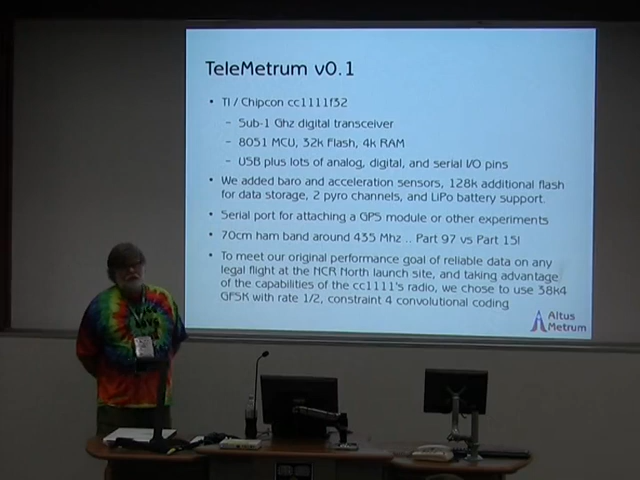 TeleMetrum v0.1
• TI / Chipcon cc1111f32
– Sub-1 Ghz digital transceiver
– 8051 MCU, 32k Flash, 4k RAM
– USB plus lots of analog, digital, and serial I/O pins
• We added baro and acceleration sensors, 128k additional flash
for data storage, 2 pyro channels, and LiPo battery support.
• Serial port for attaching a GPS module or other experiments
• 70cm ham band around 435 Mhz .. Part 97 vs Part 15!
• To meet our original performance goal of reliable data on any
legal flight at the NCR North launch site, and taking advantage
of the capabilities of the cc1111's radio, we chose to use 38k4
GFSK with rate 1/2, constraint 4 convolutional coding
Altus
Metrum